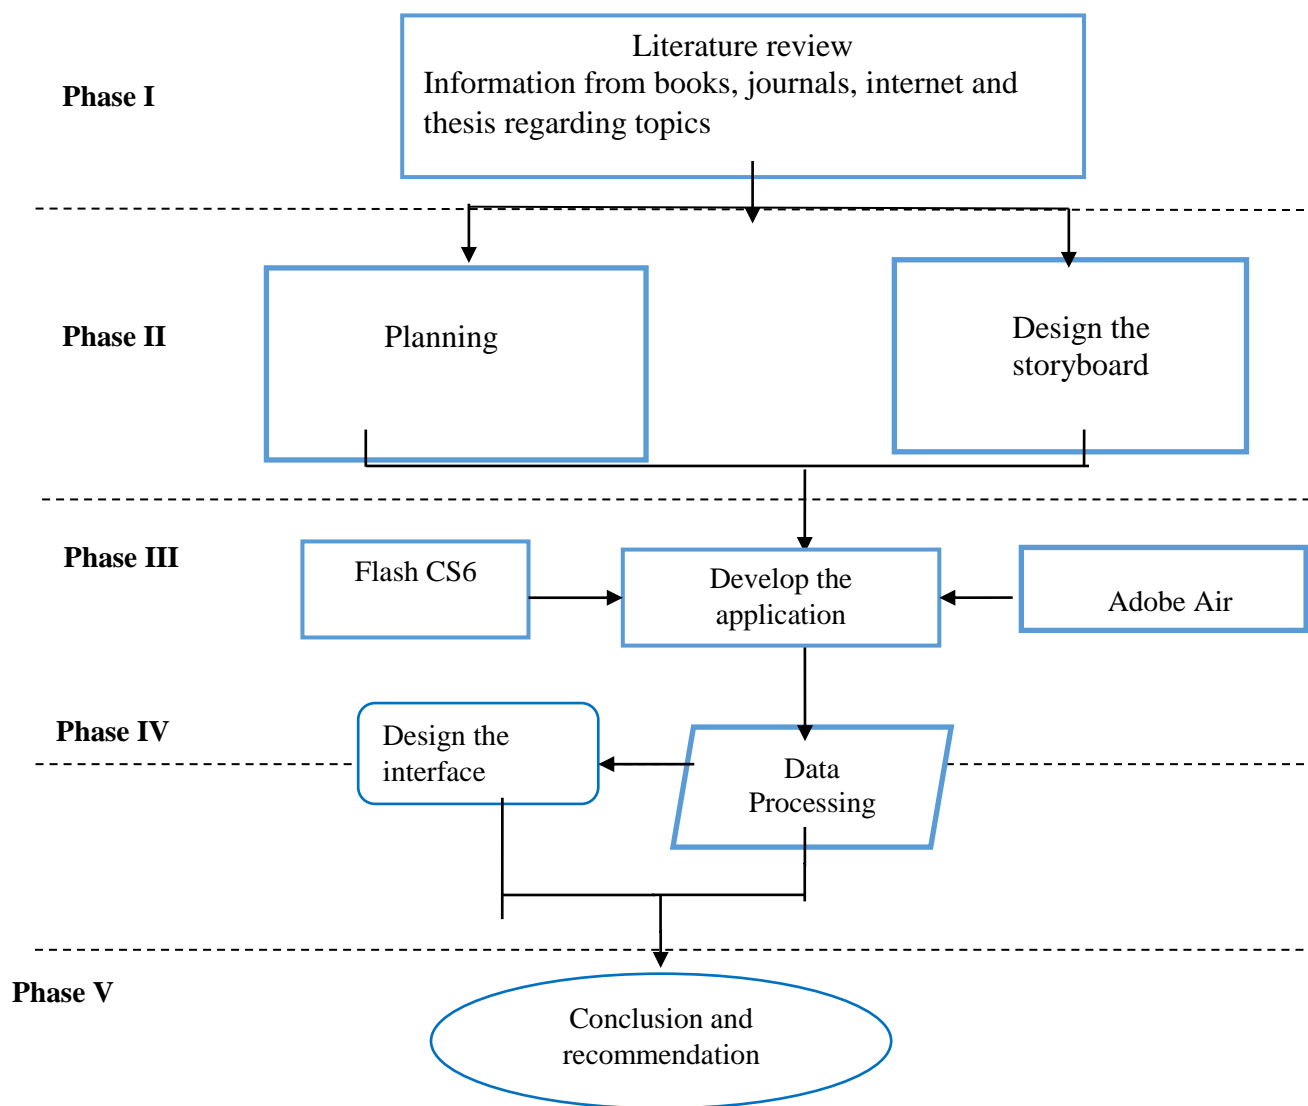 Literature review
Information from books, journals, internet and
thesis regarding topics
Phase I
Phase II
Planning
Design the
storyboard
Phase III
Flash CS6
Develop the
application
Adobe Air
Phase IV
Design the
interface
Data
Processing
Phase V
Conclusion and
recommendation